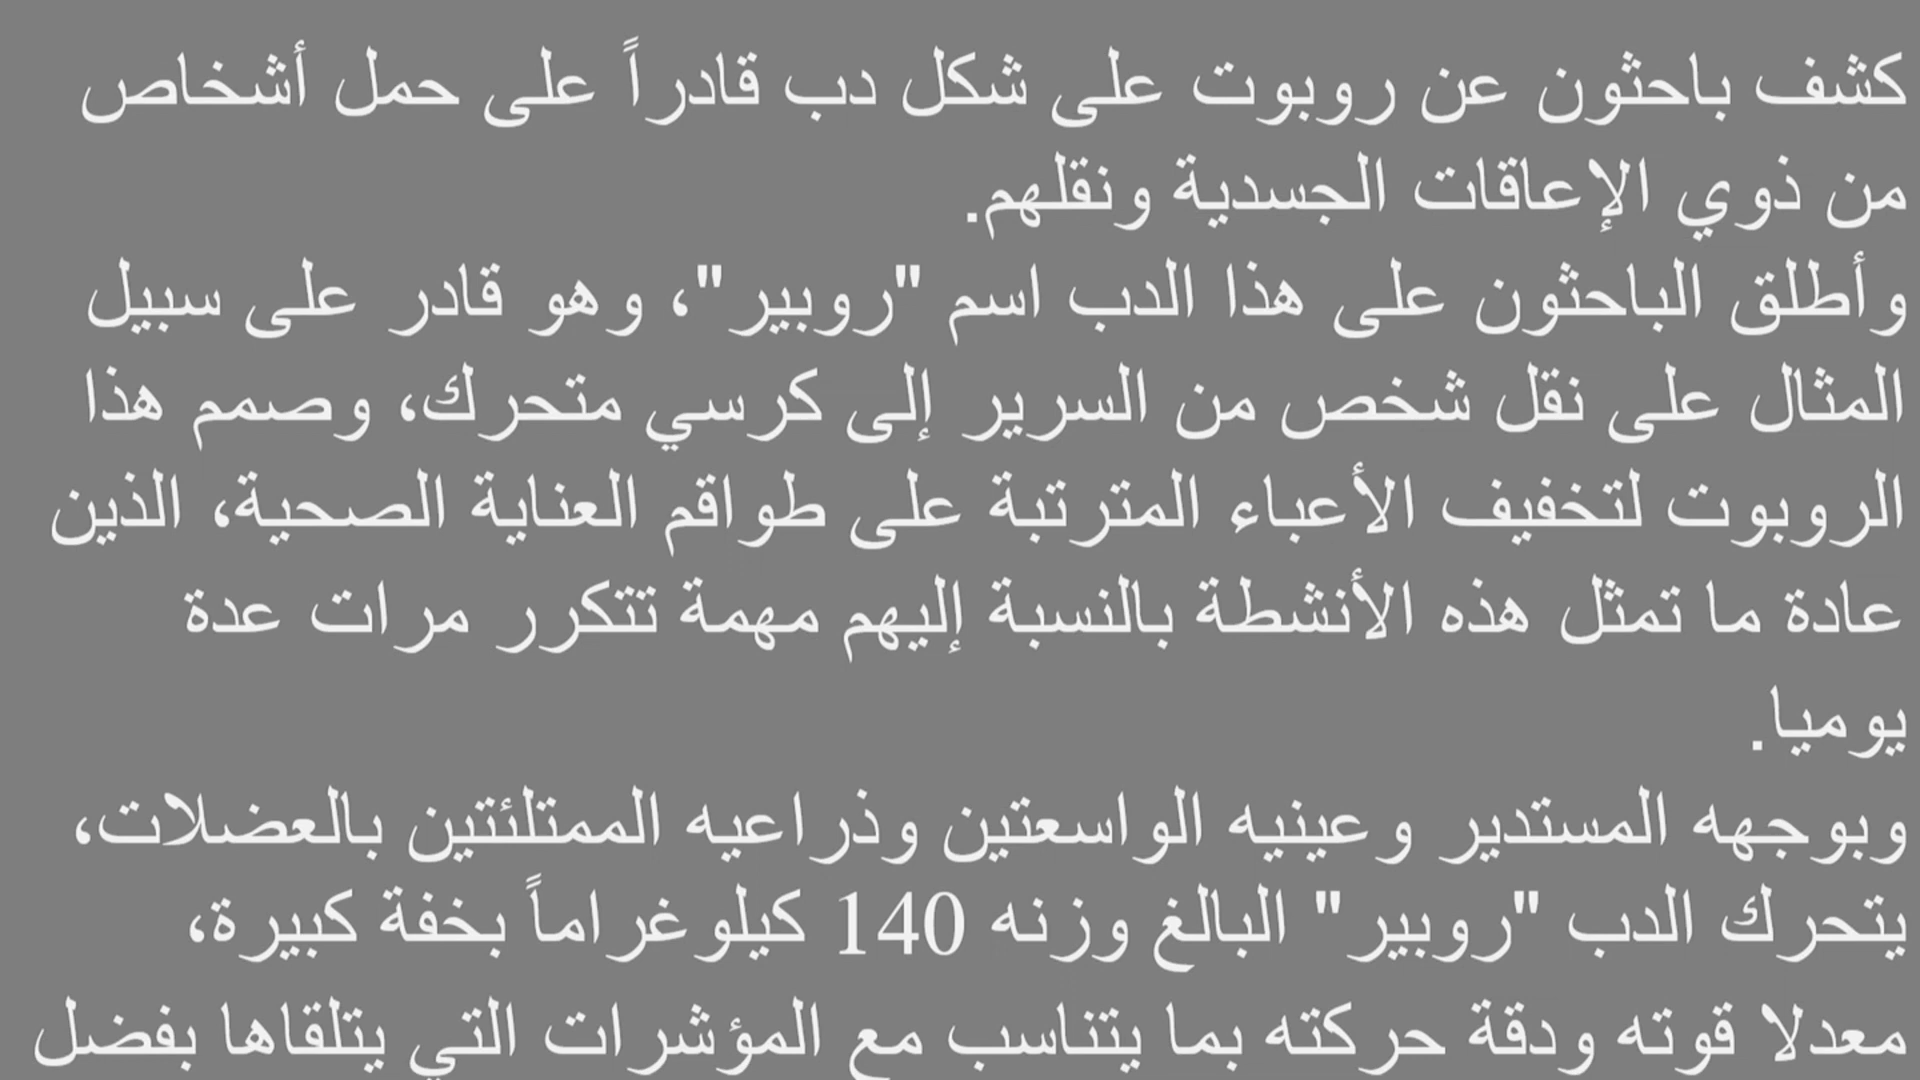 كشف باحثون عن روبوت على شكل دب قادراً على حمل أشخاص
من ذوي الإعاقات الجسدية ونقلهم.
وأطلق الباحثون على هذا الدب اسم "روبير"، وهو قادر على سبيل
المثال على نقل شخص من السرير إلى كرسي متحرك، وصمم هذا
الروبوت لتخفيف الأعباء المترتبة على طواقم العناية الصحية، الذين
عادة ما تمثل هذه الأنشطة بالنسبة إليهم مهمة تتكرر مرات عدة
يوميا.
وبوجهه المستدير وعينيه الواسعتين وذراعيه الممتلئتين بالعضلات،
يتحرك الدب "روبير" البالغ وزنه 140 كيلوغراماً بخفة كبيرة،
معدلا قوته ودقة حركته بما يتناسب مع المؤشرات التي يتلقاها بفضل